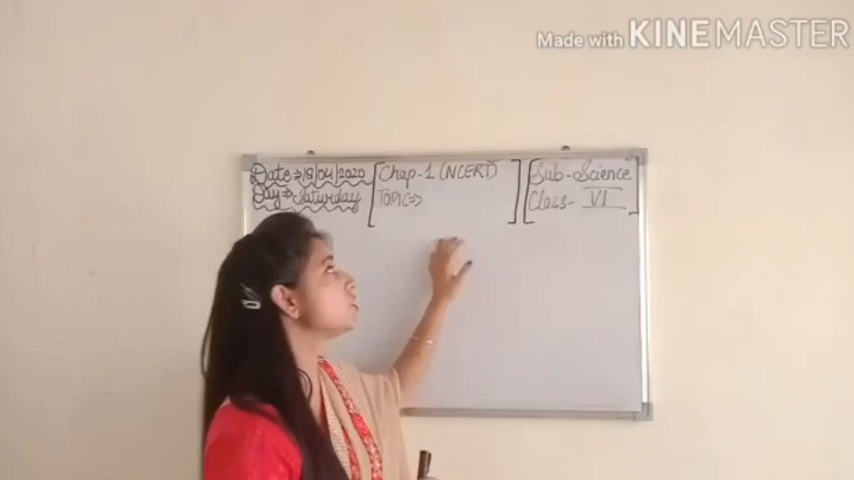 Made with KINEMASTER
Date⇒18/04/2020
Day⇒Saturday
Chap-1 (NCERT)
TOPIC⇒
Sub-Science
Class- VI